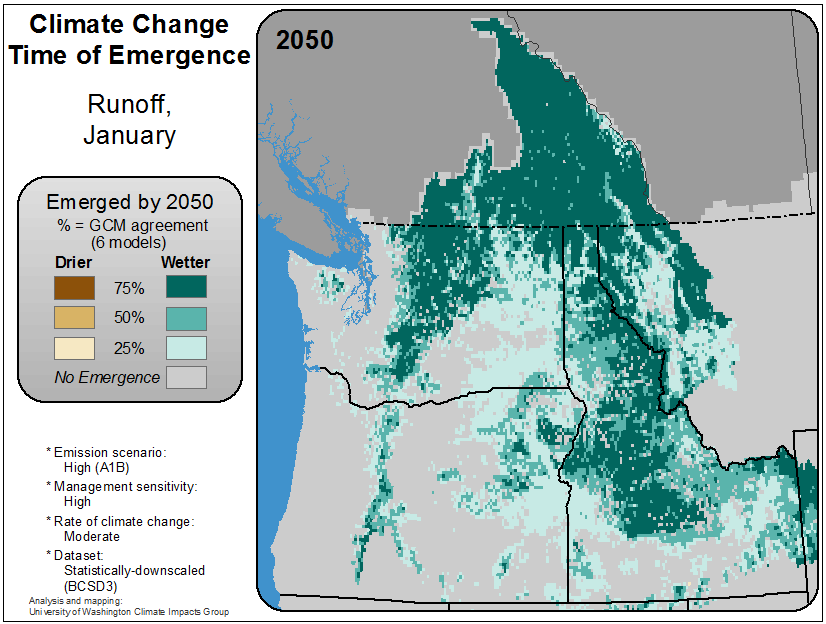 Climate Change
Time of Emergence
Runoff,
January
2050
Emerged by 2050
% = GCM agreement
(6 models)
Drier Wetter
75%
50%
25%
No Emergence
* Emission scenario:
High (A1B)
* Management sensitivity:
High
* Rate of climate change:
Moderate
* Dataset:
Statistically-downscaled
(BCSD3)
Analysis and mapping:
University of Washington Climate Impacts Group